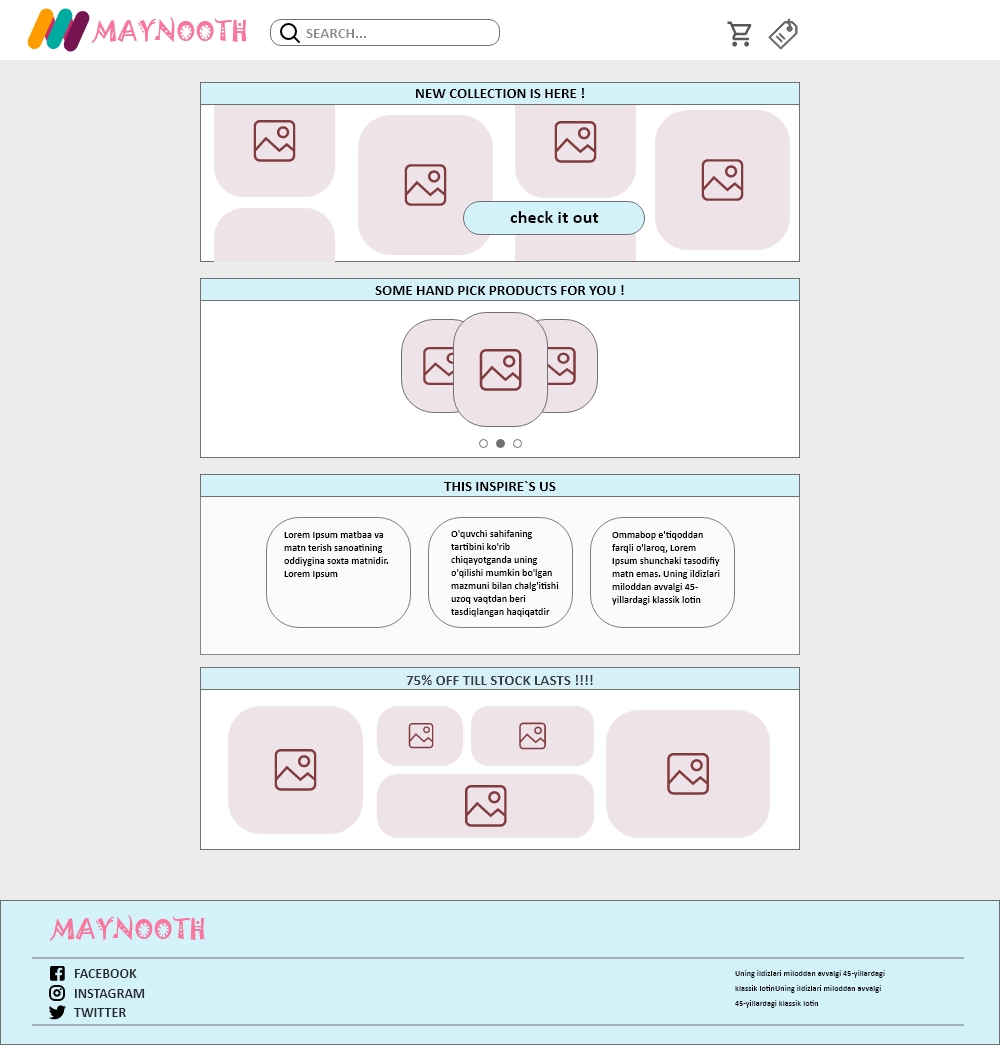 MAYNOOTH
SEARCH...
NEW COLLECTION IS HERE !
check it out
SOME HAND PICK PRODUCTS FOR YOU !
THIS INSPIRE`S US
Lorem Ipsum matbaa va
matn terish sanoatining
oddiygina soxta matnidir.
Lorem Ipsum
O'quvchi sahifaning
tartibini ko'rib
chiqayotganda uning
o'qilishi mumkin bo'lgan
mazmuni bilan chalg'itishi
uzoq vaqtdan beri
tasdiqlangan haqiqatdir
Ommabop e'tiqoddan
farqli o'laroq, Lorem
Ipsum shunchaki tasodifiy
matn emas. Uning ildizlari
miloddan avvalgi 45-
yillardagi klassik lotin
75% OFF TILL STOCK LASTS !!!!
MAYNOOTH
FACEBOOK
INSTAGRAM
TWITTER
Uning ildizlari miloddan avvalgi 45-yillardagi
klassik lotinUning ildizlari miloddan avvalgi
45-yillardagi klassik lotin